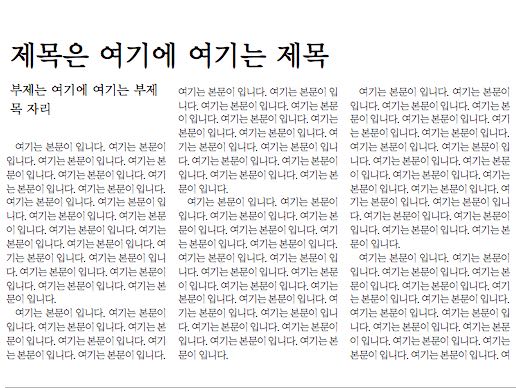 제목은 여기에 여기는 제목
부제는 여기에 여기는 부제
목 자리
여기는 본문이 입니다. 여기는 본문이
입니다. 여기는 본문이 입니다. 여기는 본
문이 입니다. 여기는 본문이 입니다. 여기
는 본문이 입니다. 여기는 본문이 입니다.
여기는 본문이 입니다. 여기는 본문이 입
니다. 여기는 본문이 입니다. 여기는 본문
이 입니다. 여기는 본문이 입니다. 여기는
본문이 입니다. 여기는 본문이 입니다. 여
기는 본문이 입니다. 여기는 본문이 입니
다. 여기는 본문이 입니다. 여기는 본문이
입니다. 여기는 본문이 입니다. 여기는 본
문이 입니다.
여기는 본문이 입니다. 여기는 본문이
입니다. 여기는 본문이 입니다. 여기는 본
문이 입니다. 여기는 본문이 입니다. 여기
는 본문이 입니다. 여기는 본문이 입니다.
여기는 본문이 입니다. 여기는 본문이 입
니다. 여기는 본문이 입니다. 여기는 본문
이 입니다. 여기는 본문이 입니다. 여기는
본문이 입니다. 여기는 본문이 입니다. 여
기는 본문이 입니다. 여기는 본문이 입니
다. 여기는 본문이 입니다. 여기는 본문이
입니다. 여기는 본문이 입니다. 여기는 본
문이 입니다.
여기는 본문이 입니다. 여기는 본문이
입니다. 여기는 본문이 입니다. 여기는 본
문이 입니다. 여기는 본문이 입니다. 여기
는 본문이 입니다. 여기는 본문이 입니다.
여기는 본문이 입니다. 여기는 본문이 입
니다. 여기는 본문이 입니다. 여기는 본문
이 입니다. 여기는 본문이 입니다. 여기는
본문이 입니다. 여기는 본문이 입니다. 여
기는 본문이 입니다. 여기는 본문이 입니
다. 여기는 본문이 입니다. 여기는 본문이
입니다. 여기는 본문이 입니다. 여기는 본
문이 입니다.
여기는 본문이 입니다. 여기는 본문이
입니다. 여기는 본문이 입니다. 여기는 본
문이 입니다. 여기는 본문이 입니다. 여기
는 본문이 입니다. 여기는 본문이 입니다.
여기는 본문이 입니다. 여기는 본문이 입
니다. 여기는 본문이 입니다. 여기는 본문
이 입니다. 여기는 본문이 입니다. 여기는
본문이 입니다. 여기는 본문이 입니다. 여
기는 본문이 입니다. 여기는 본문이 입니
다. 여기는 본문이 입니다. 여기는 본문이
입니다. 여기는 본문이 입니다. 여기는 본
문이 입니다.
여기는 본문이 입니다. 여기는 본문이
입니다. 여기는 본문이 입니다. 여기는 본
문이 입니다. 여기는 본문이 입니다. 여기
는 본문이 입니다. 여기는 본문이 입니다.
여기는 본문이 입니다. 여기는 본문이 입
니다. 여기는 본문이 입니다. 여기는 본문
이 입니다. 여기는 본문이 입니다. 여기는
본문이 입니다. 여기는 본문이 입니다. 여